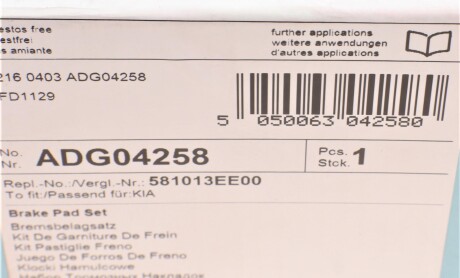 estos free
estfrei
s amiante
further applications
weitere anwendungen
d'autres applications
216 0403 ADG04258
FD1129
5 050063 042580
No.
Nr. ADG04258
Pcs.
Stck. 1
Repl.-No.:/Vergl.-Nr.: 581013EE00
To fit:/Passend für:KIA
Brake Pad Set
Bremsbelagsatz
Kit De Garniture De Frein
Kit Pastiglie Freno
Juego De Forros De Freno
Klocki Hamulcowe